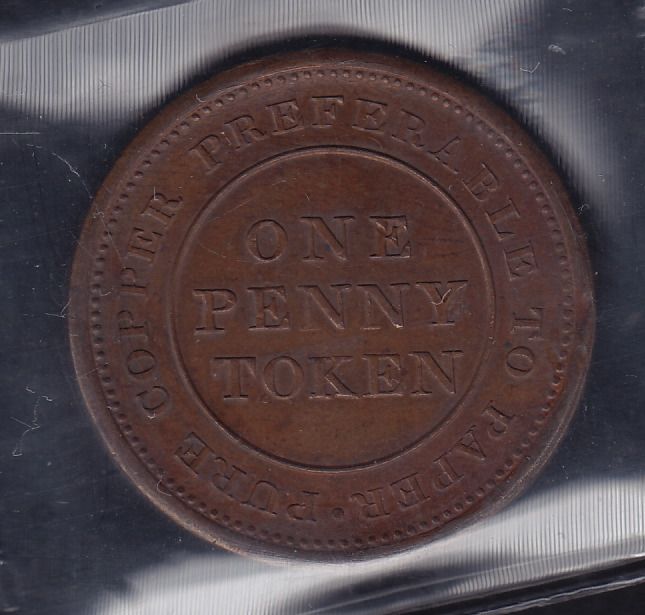 PURE COPPER PREFERABLE TO PAPER ·
ONE
PENNY
TOKEN